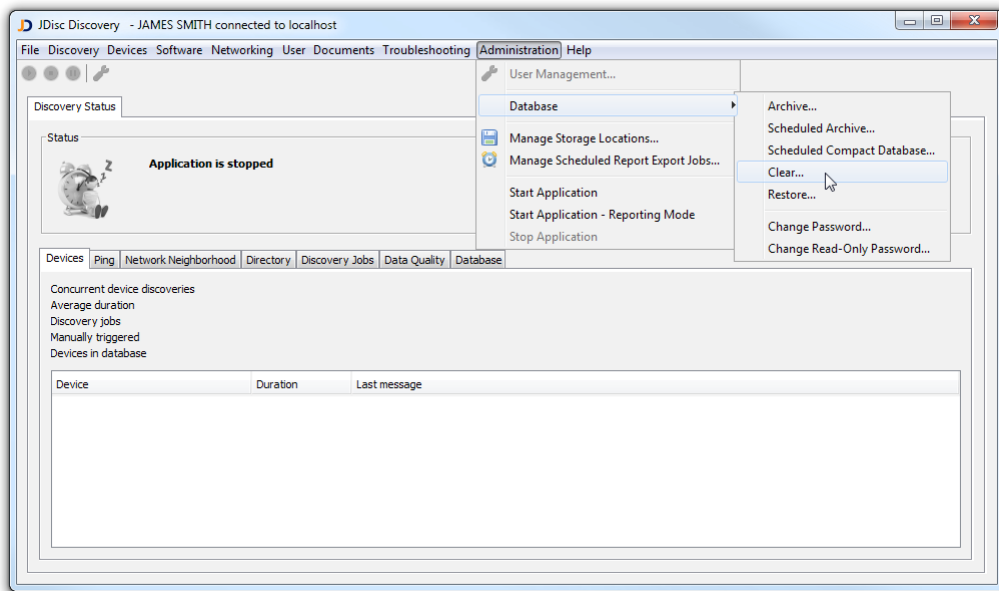 JDisc Discovery - JAMES SMITH connected to localhost
File Discovery Devices Software Networking User Documents Troubleshooting Administration Help
User Management...
Database
Manage Storage Locations...
Manage Scheduled Report Export Jobs...
Start Application
Start Application - Reporting Mode
Stop Application
Archive...
Scheduled Archive...
Scheduled Compact Database...
Clear...
Restore...
Change Password...
Change Read-Only Password...
Discovery Status
Status
Application is stopped
Devices Ping Network Neighborhood Directory Discovery Jobs Data Quality Database
Concurrent device discoveries
Average duration
Discovery jobs
Manually triggered
Devices in database
Device Duration Last message